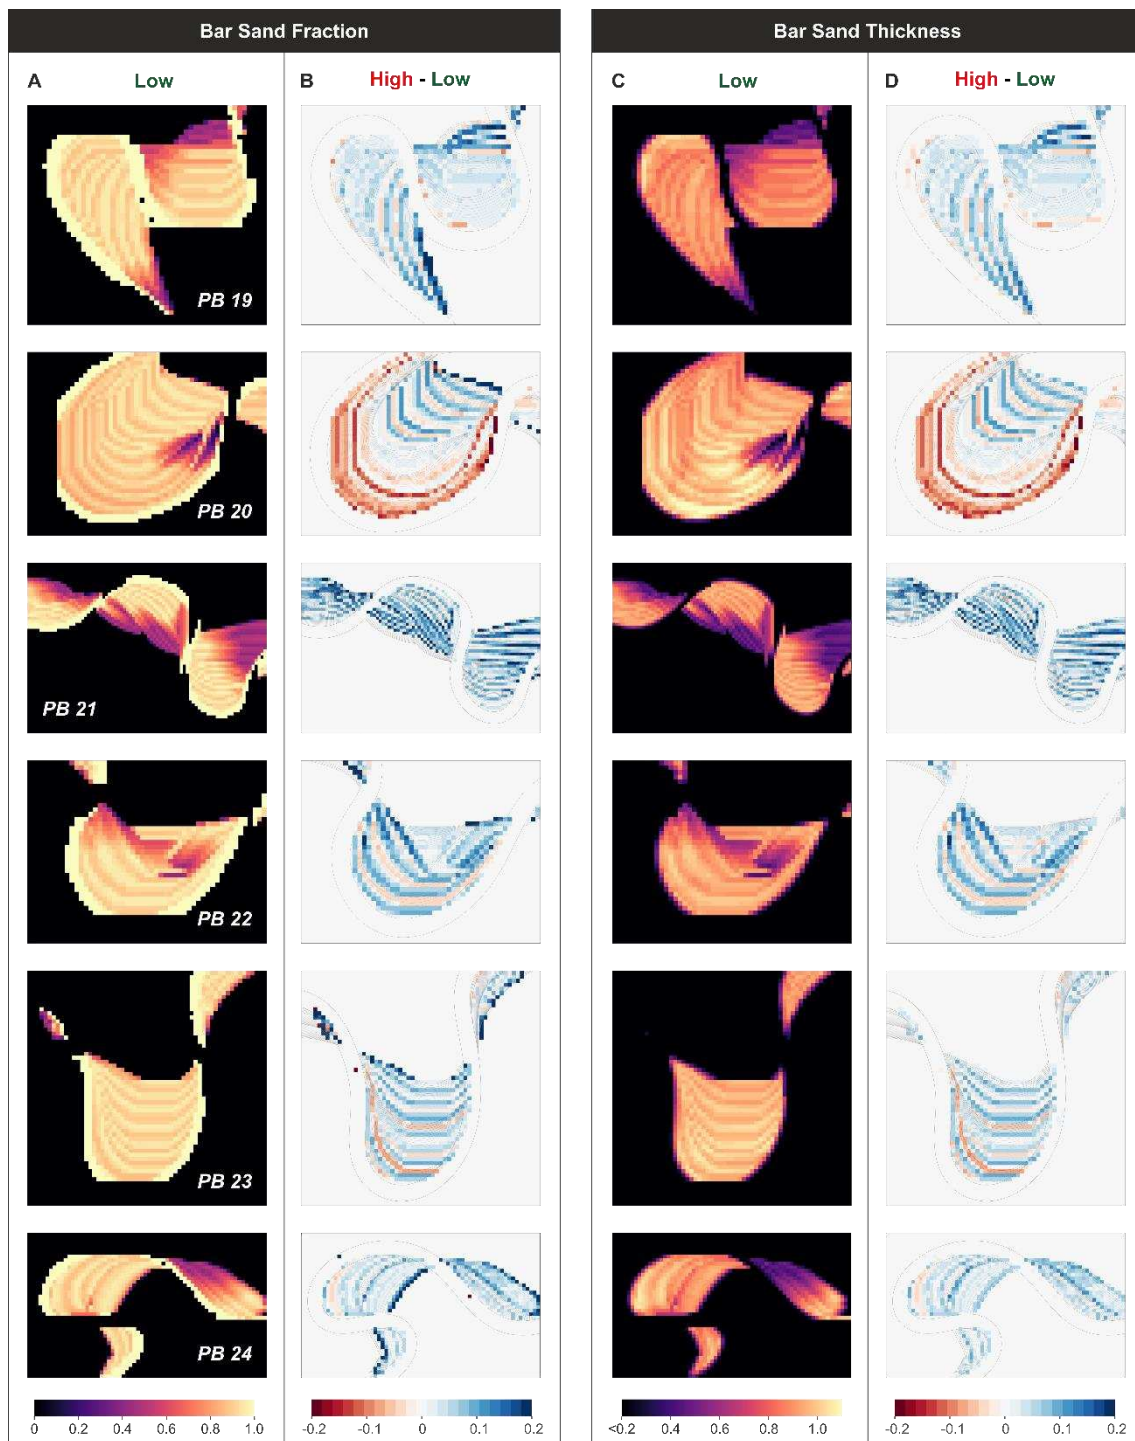 Bar Sand Fraction
Bar Sand Thickness
A Low B High - Low C Low D High - Low
PB 19
PB 20
PB 21
PB 22
PB 23
PB 24
0 0.2 0.4 0.6 0.8 1.0
-0.2 -0.1 0 0.1 0.2
<0.2 0.4 0.6 0.8 1.0
-0.2 -0.1 0 0.1 0.2